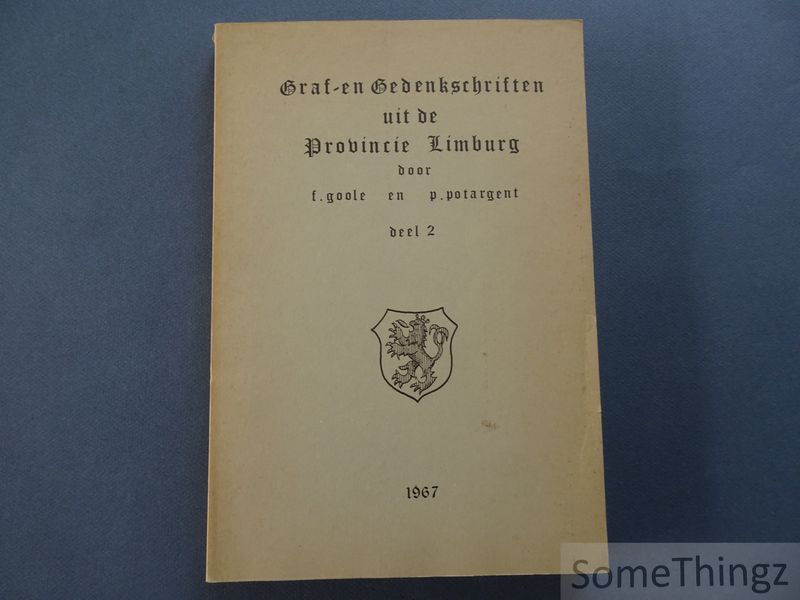 Graf-en Gedenkschriften
uit de
Provincie Limburg
door
f.goole en p.potargent
deel 2
1967
SomeThingz